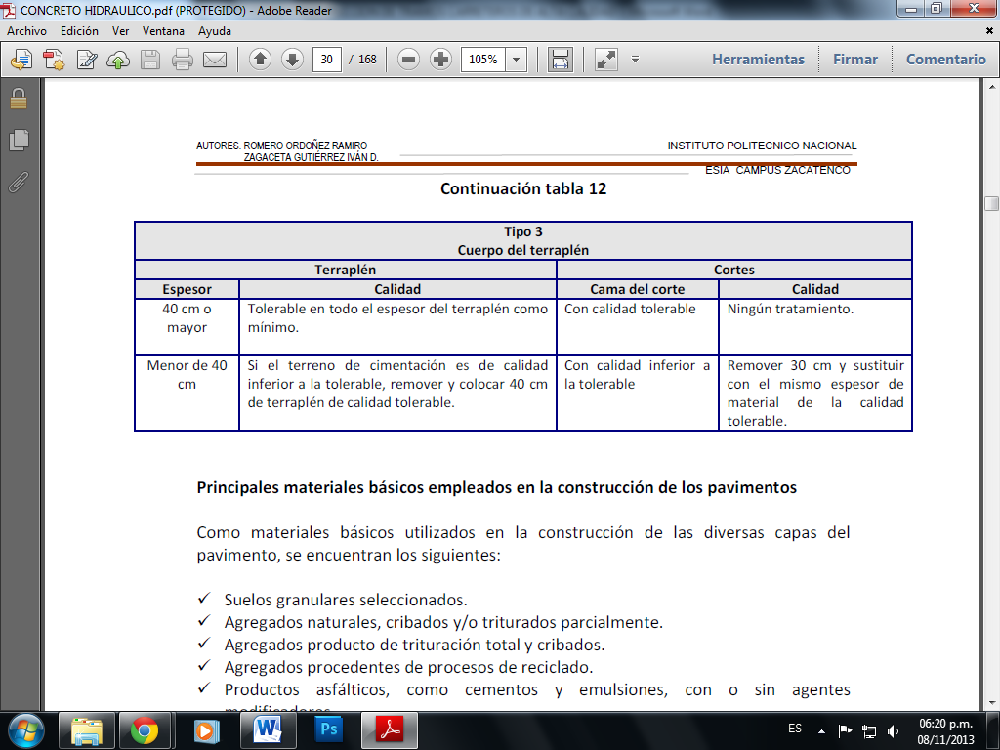 CONCRETO HIDRAULICO.pdf (PROTEGIDO) - Adobe Reader
Archivo Edición Ver Ventana Ayuda
30 / 168 105% Herramientas Firmar Comentario
AUTORES. ROMERO ORDOÑEZ RAMIRO
ZAGACETA GUTIÉRREZ IVÁN D.
INSTITUTO POLITECNICO NACIONAL
ESIA CAMPUS ZACATENCO
Continuación tabla 12
Tipo 3
Cuerpo del terraplén
Terraplén Cortes
Espesor Calidad Cama del corte Calidad
40 cm o
mayor
Tolerable en todo el espesor del terraplén como
mínimo.
Con calidad tolerable
Ningún tratamiento.
Menor de 40
cm
Si el terreno de cimentación es de calidad
inferior a la tolerable, remover y colocar 40 cm
de terraplén de calidad tolerable.
Con calidad inferior a
la tolerable
Remover 30 cm y sustituir
con el mismo espesor de
material de la calidad
tolerable.
Principales materiales básicos empleados en la construcción de los pavimentos
Como materiales básicos utilizados en la construcción de las diversas capas del
pavimento, se encuentran los siguientes:
✓ Suelos granulares seleccionados.
✓ Agregados naturales, cribados y/o triturados parcialmente.
✓ Agregados producto de trituración total y cribados.
✓ Agregados procedentes de procesos de reciclado.
✓ Productos asfálticos, como cementos y emulsiones, con o sin agentes
modificadores.
W Ps ES 06:20 p.m.
08/11/2013